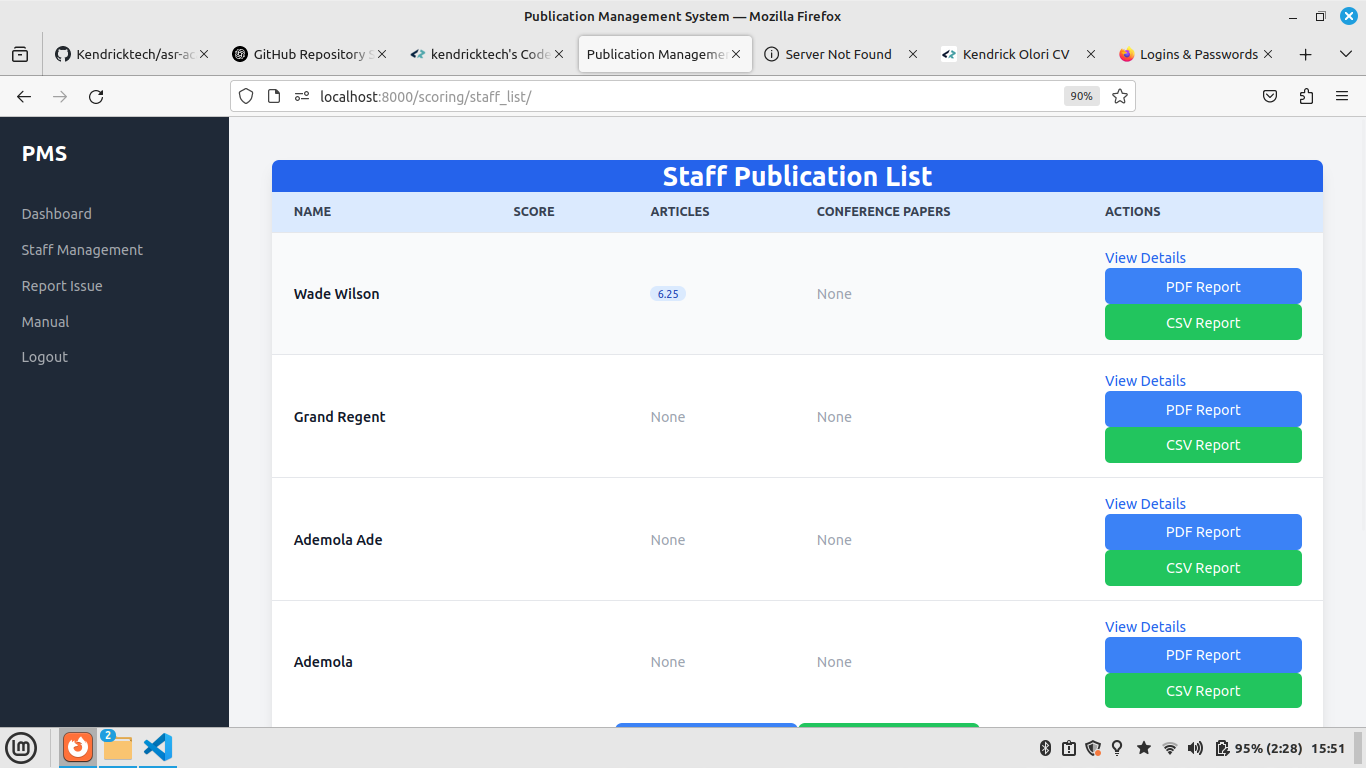 Publication Management System — Mozilla Firefox
Kendricktech/asr-ac
GitHub Repository S
kendricktech's Code
Publication Managemen
Server Not Found
Kendrick Olori CV
Logins & Passwords
localhost:8000/scoring/staff_list/
90%
PMS
Dashboard
Staff Management
Report Issue
Manual
Logout
Staff Publication List
NAME SCORE ARTICLES CONFERENCE PAPERS ACTIONS
View Details
Wade Wilson 6.25 None PDF Report
CSV Report
View Details
Grand Regent None None PDF Report
CSV Report
View Details
Ademola Ade None None PDF Report
CSV Report
View Details
Ademola None None PDF Report
CSV Report
lm
2
95% (2:28) 15:51